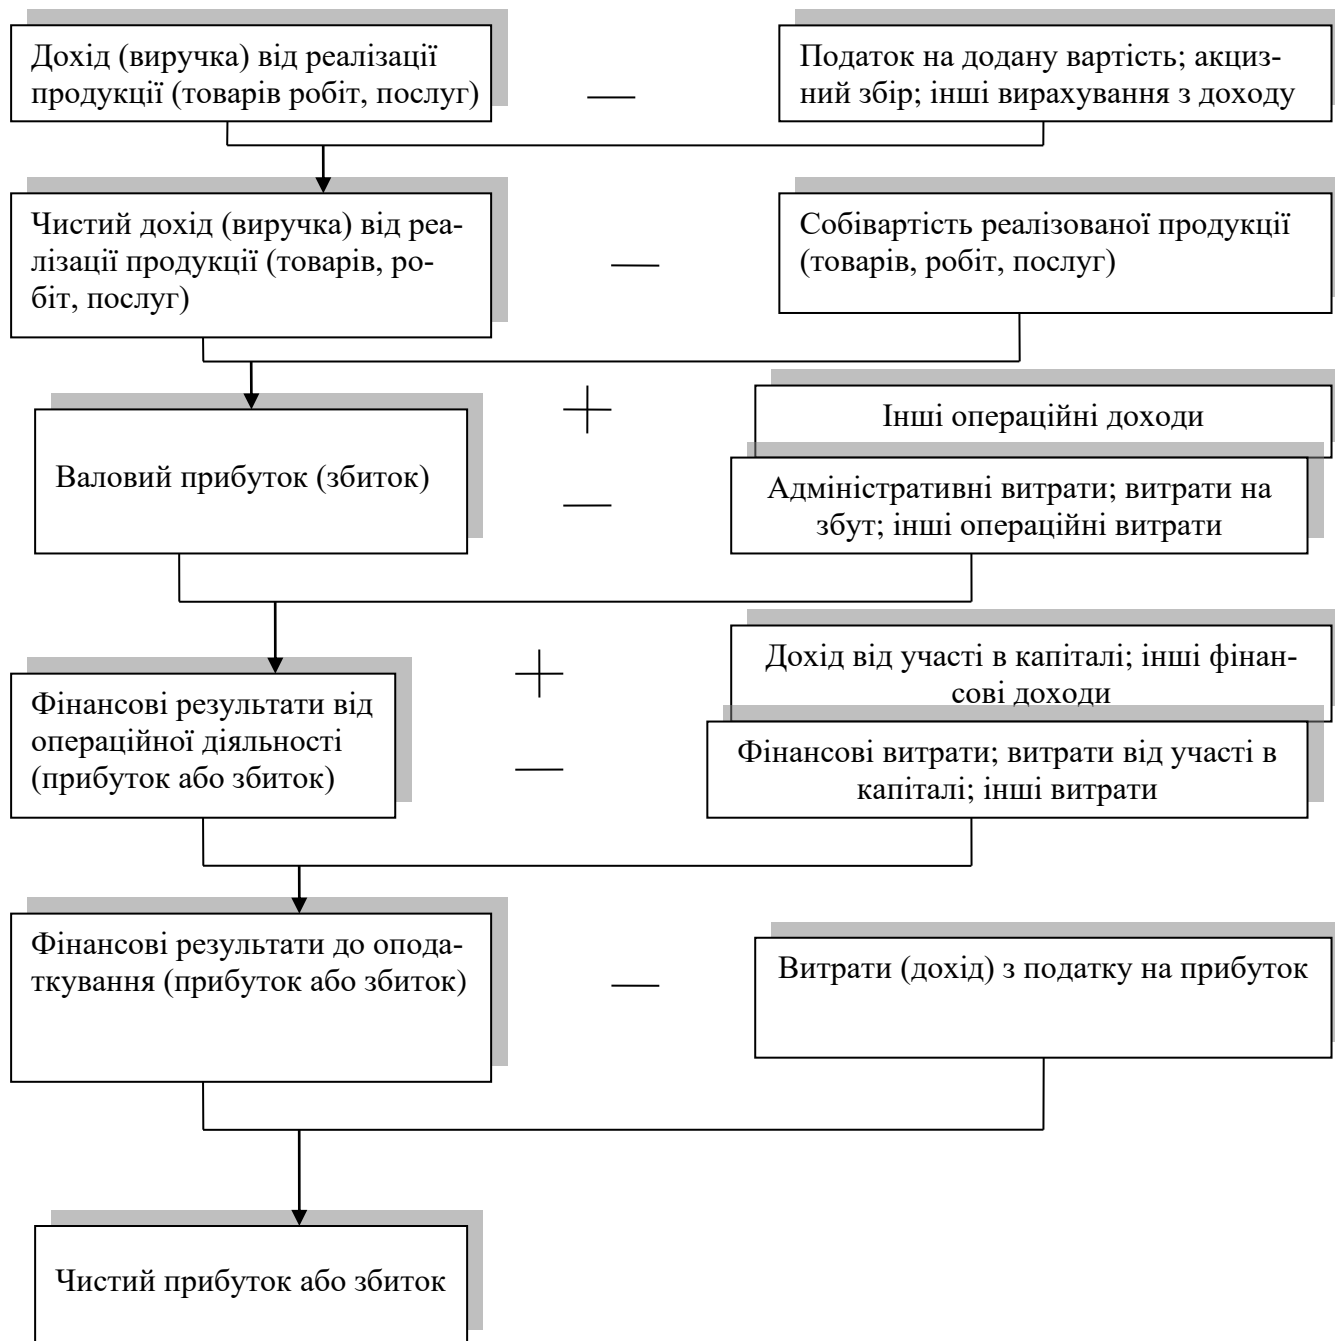 Дохід (виручка) від реалізації
продукції (товарів робіт, послуг)
—
Податок на додану вартість; акциз-
ний збір; інші вирахування з доходу
Чистий дохід (виручка) від реа-
лізації продукції (товарів, ро-
біт, послуг)
—
Собівартість реалізованої продукції
(товарів, робіт, послуг)
Валовий прибуток (збиток)
+
Інші операційні доходи
—
Адміністративні витрати; витрати на
збут; інші операційні витрати
Фінансові результати від
операційної діяльності
(прибуток або збиток)
+
Дохід від участі в капіталі; інші фінан-
сові доходи
—
Фінансові витрати; витрати від участі в
капіталі; інші витрати
Фінансові результати до опода-
ткування (прибуток або збиток)
—
Витрати (дохід) з податку на прибуток
Чистий прибуток або збиток